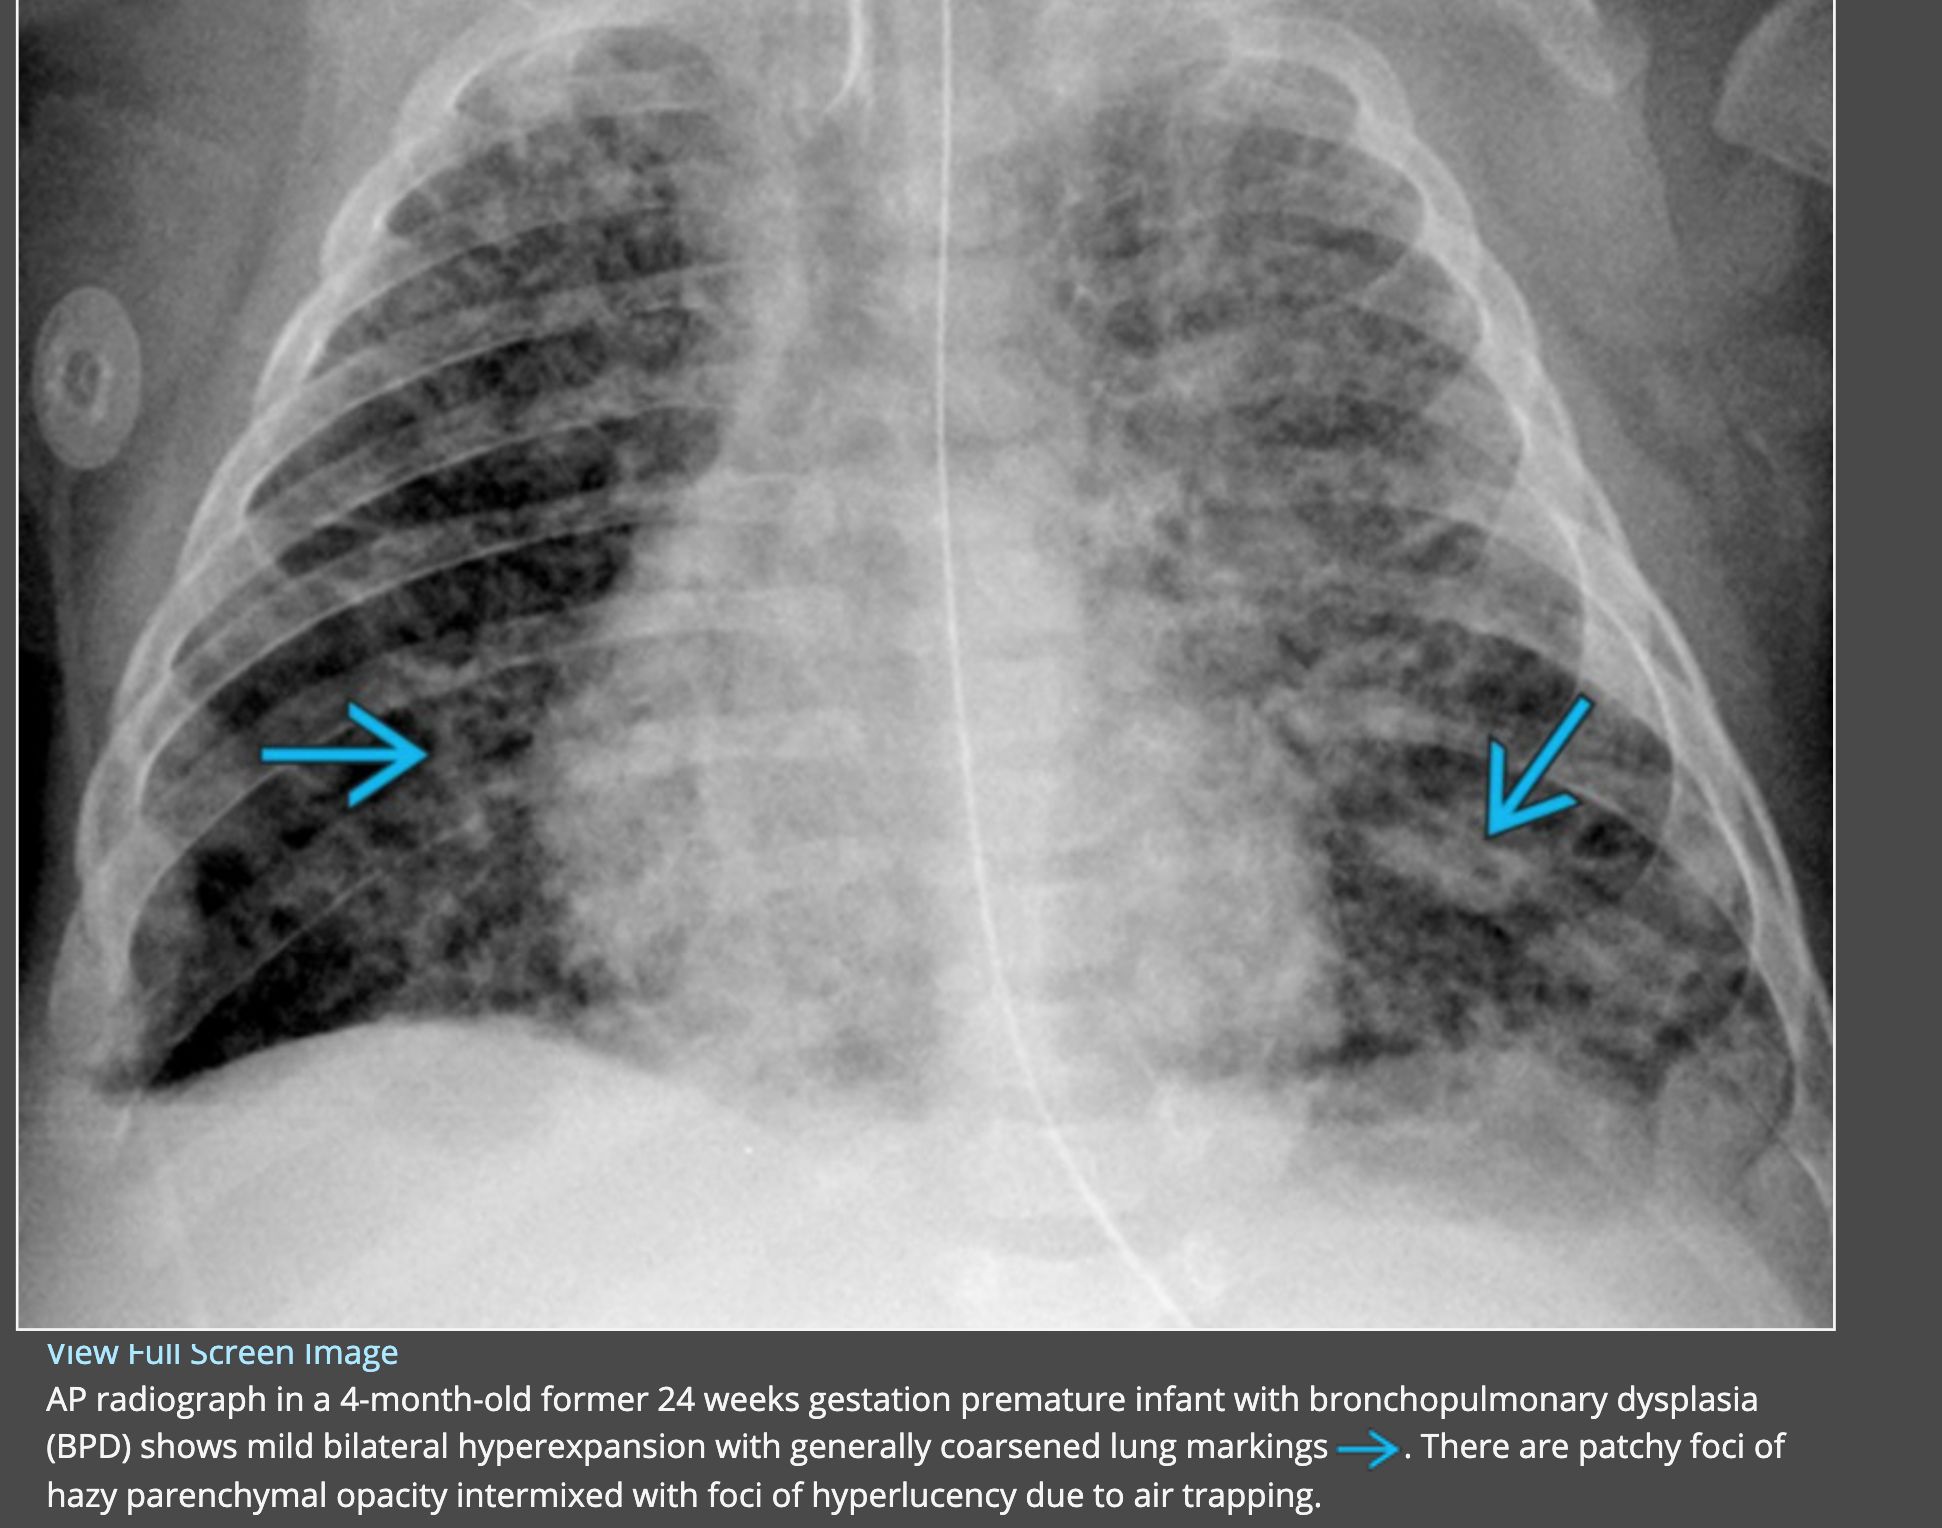 View Full Screen Image
AP radiograph in a 4-month-old former 24 weeks gestation premature infant with bronchopulmonary dysplasia
(BPD) shows mild bilateral hyperexpansion with generally coarsened lung markings →. There are patchy foci of
hazy parenchymal opacity intermixed with foci of hyperlucency due to air trapping.